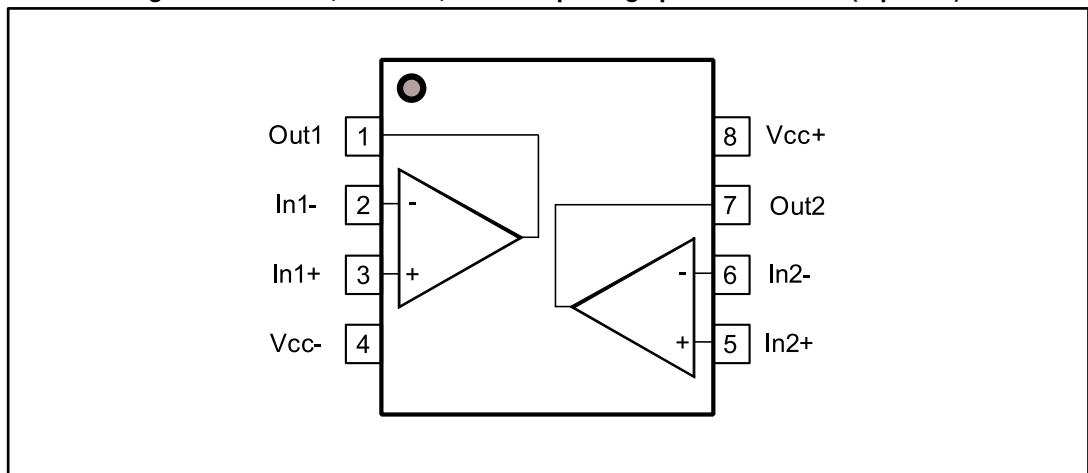 Out1 1 8 Vcc+
In1- 2 - 7 Out2
In1+ 3 + - 6 In2-
Vcc- 4 + 5 In2+